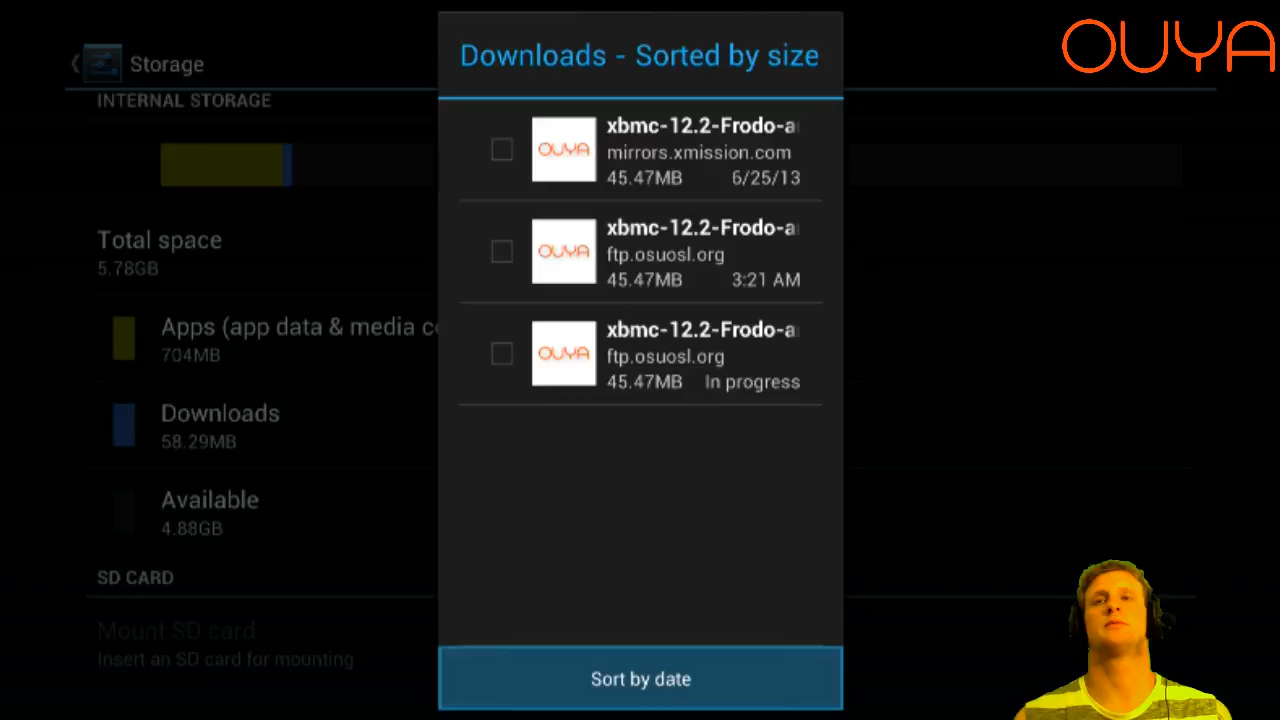 Downloads - Sorted by size
OUYA
Storage
INTERNAL STORAGE
xbmc-12.2-Frodo-a
OUYA
mirrors.xmission.com
45.47MB 6/25/13
Total space
5.78GB
xbmc-12.2-Frodo-a
OUYA
ftp.osuosl.org
45.47MB 3:21 AM
Apps (app data & media co
704MB
xbmc-12.2-Frodo-a
OUYA
ftp.osuosl.org
45.47MB In progress
Downloads
58.29MB
Available
4.88GB
SD CARD
Mount SD card
Insert an SD card for mounting
Sort by date